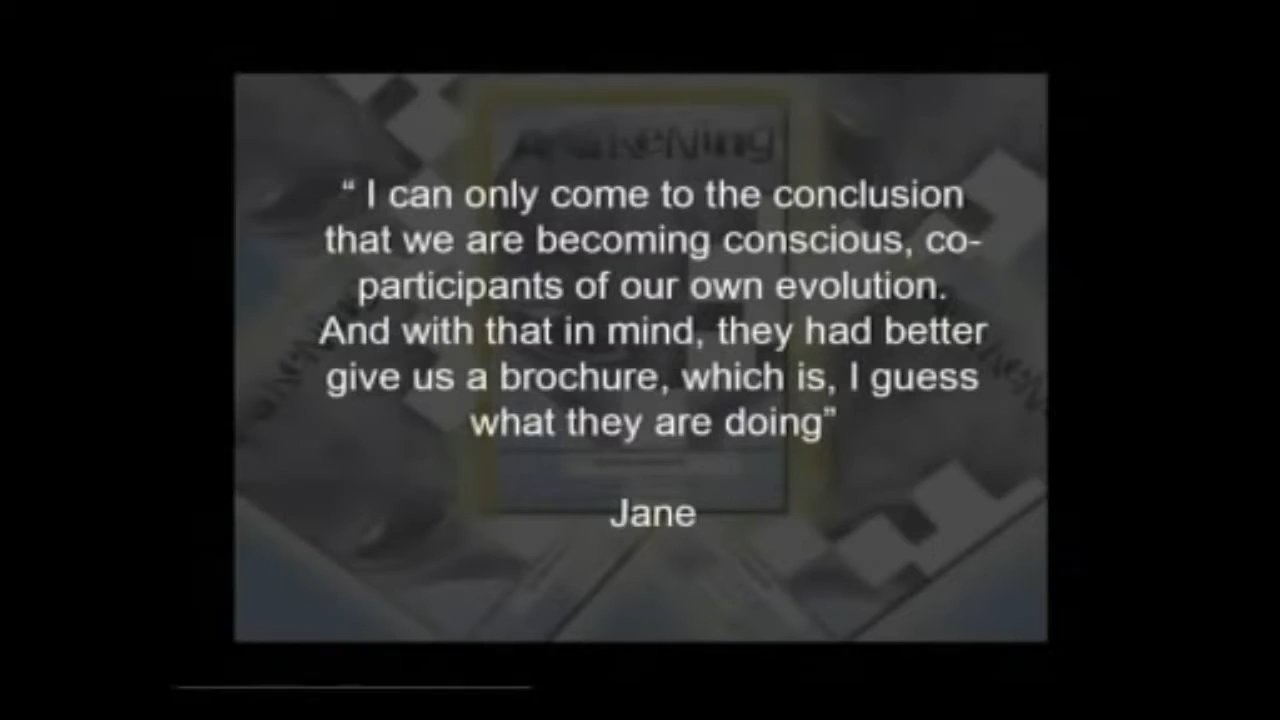 “ I can only come to the conclusion
that we are becoming conscious, co-
participants of our own evolution.
And with that in mind, they had better
give us a brochure, which is, I guess
what they are doing”
Jane
AwakeNing